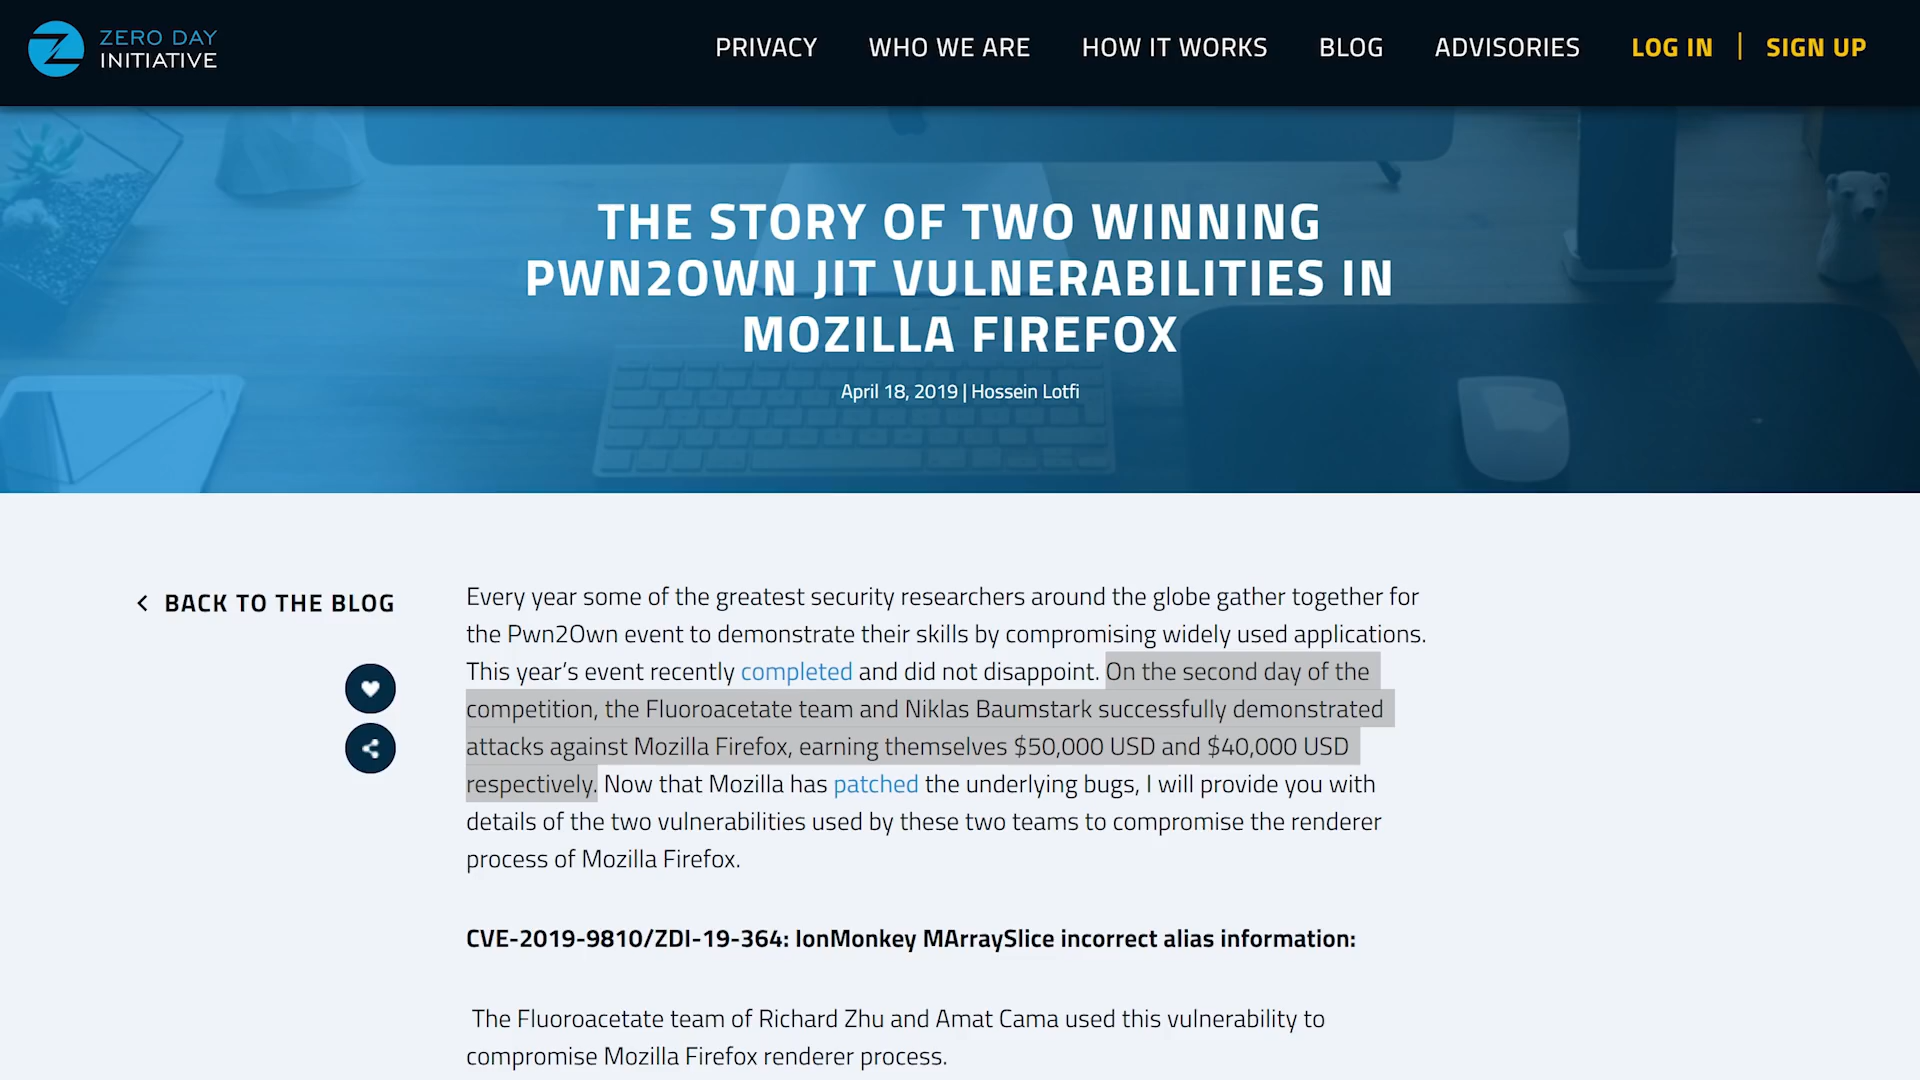 ZERO DAY
INITIATIVE
PRIVACY
WHO WE ARE
HOW IT WORKS
BLOG
ADVISORIES
LOG IN
|
SIGN UP
THE STORY OF TWO WINNING
PWN2OWN JIT VULNERABILITIES IN
MOZILLA FIREFOX
April 18, 2019 | Hossein Lotfi
BACK TO THE BLOG
Every year some of the greatest security researchers around the globe gather together for
the Pwn2Own event to demonstrate their skills by compromising widely used applications.
This year’s event recently completed and did not disappoint. On the second day of the
competition, the Fluoroacetate team and Niklas Baumstark successfully demonstrated
attacks against Mozilla Firefox, earning themselves $50,000 USD and $40,000 USD
respectively. Now that Mozilla has patched the underlying bugs, I will provide you with
details of the two vulnerabilities used by these two teams to compromise the renderer
process of Mozilla Firefox.
CVE-2019-9810/ZDI-19-364: IonMonkey MArraySlice incorrect alias information:
The Fluoroacetate team of Richard Zhu and Amat Cama used this vulnerability to
compromise Mozilla Firefox renderer process.